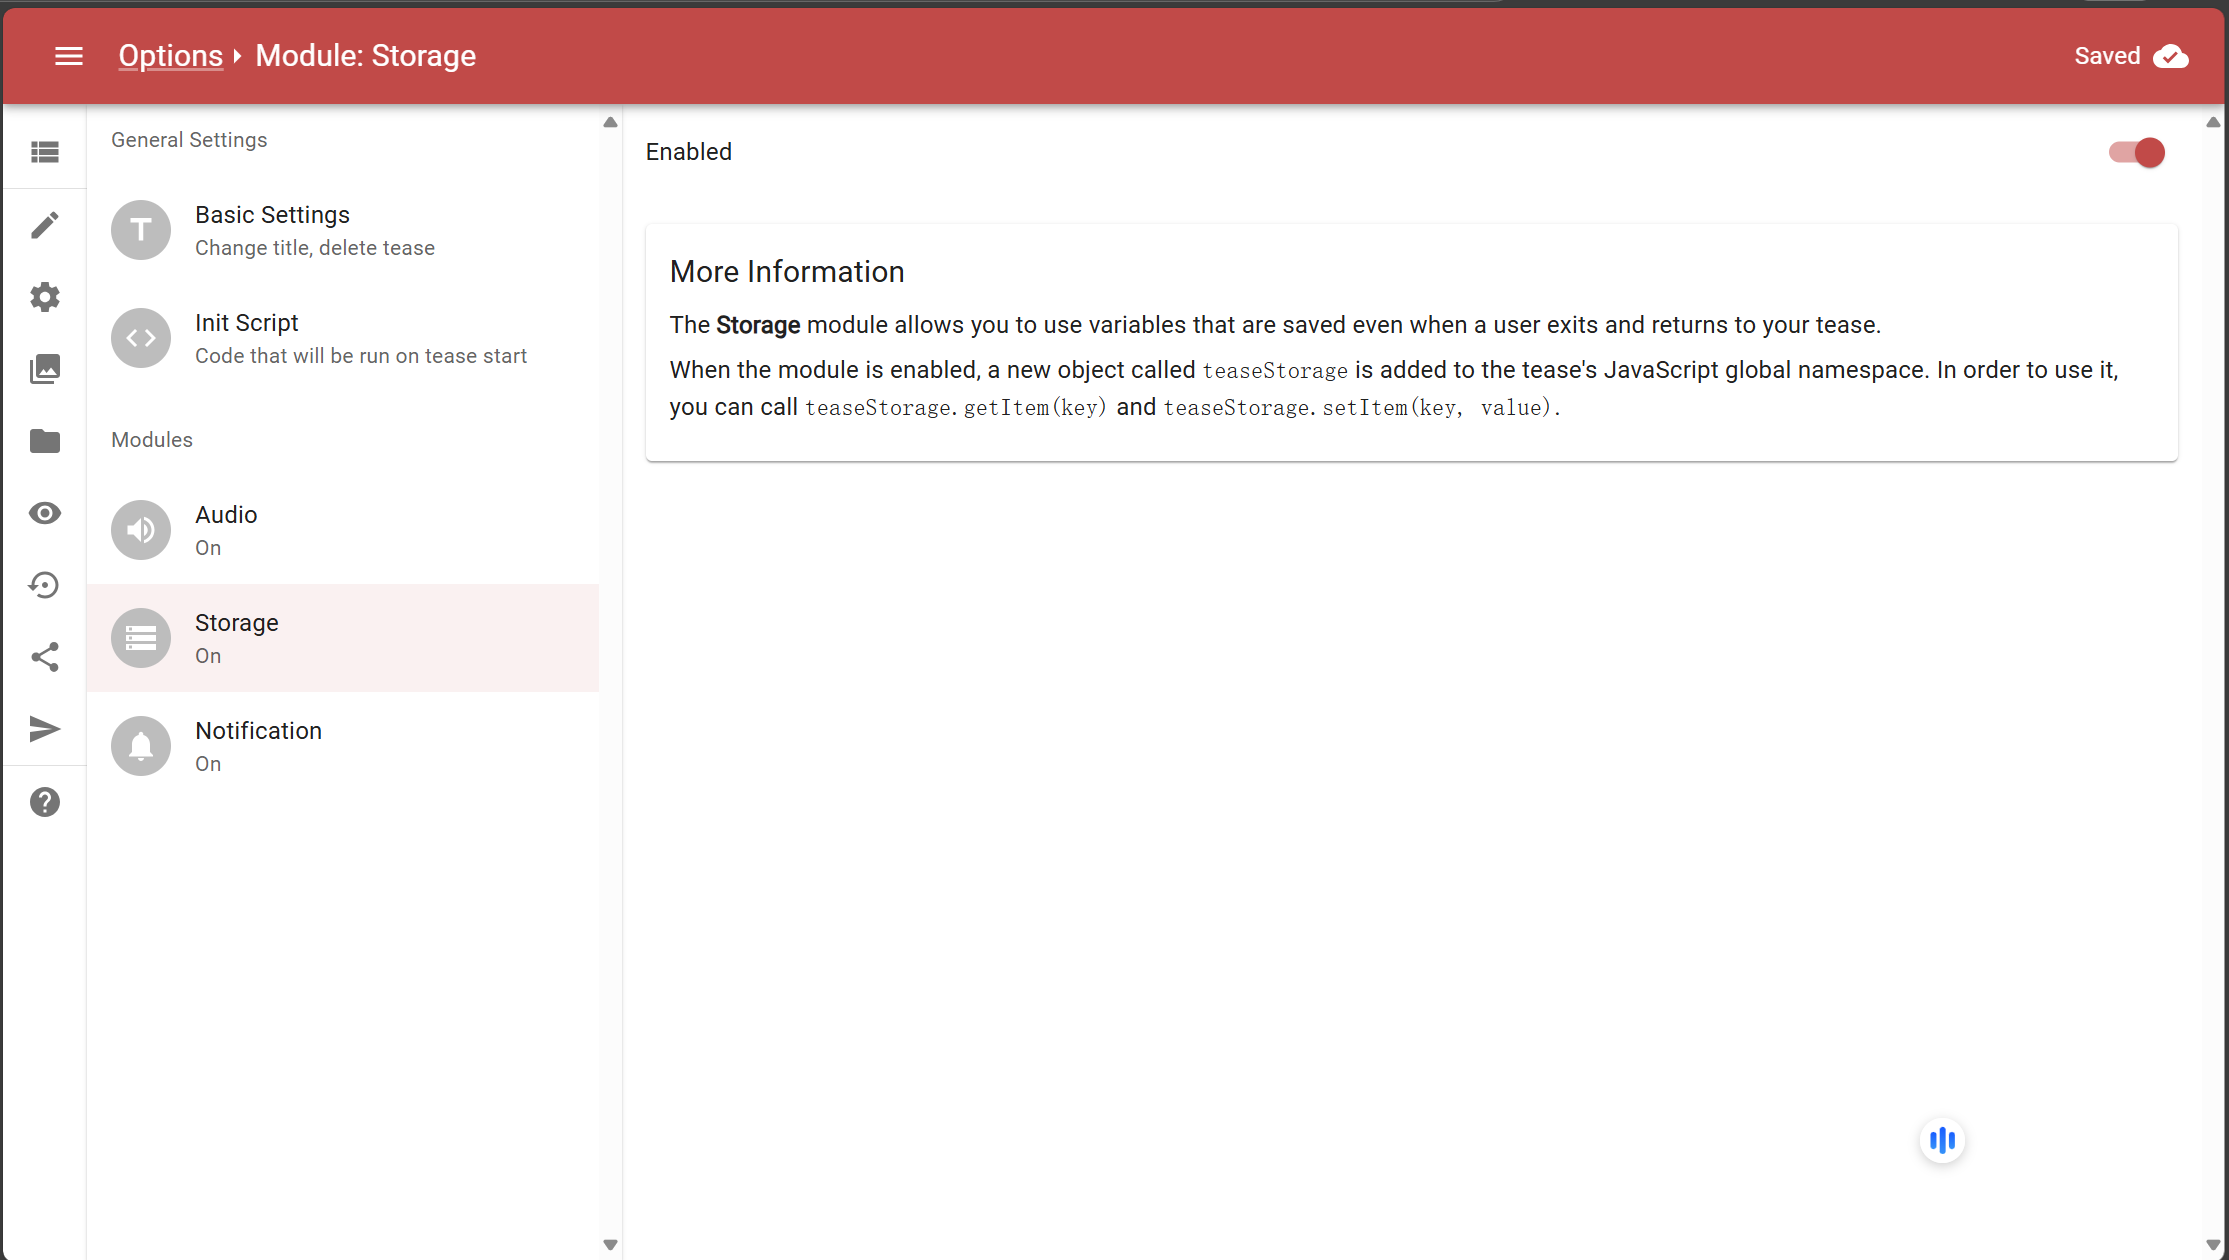 Options
Module: Storage
Saved
General Settings
Basic Settings
Change title, delete tease
Init Script
Code that will be run on tease start
Modules
Audio
On
Storage
On
Notification
On
Enabled
More Information
The Storage module allows you to use variables that are saved even when a user exits and returns to your tease.
When the module is enabled, a new object called teaseStorage is added to the tease's JavaScript global namespace. In order to use it,
you can call teaseStorage.getItem(key) and teaseStorage.setItem(key, value).